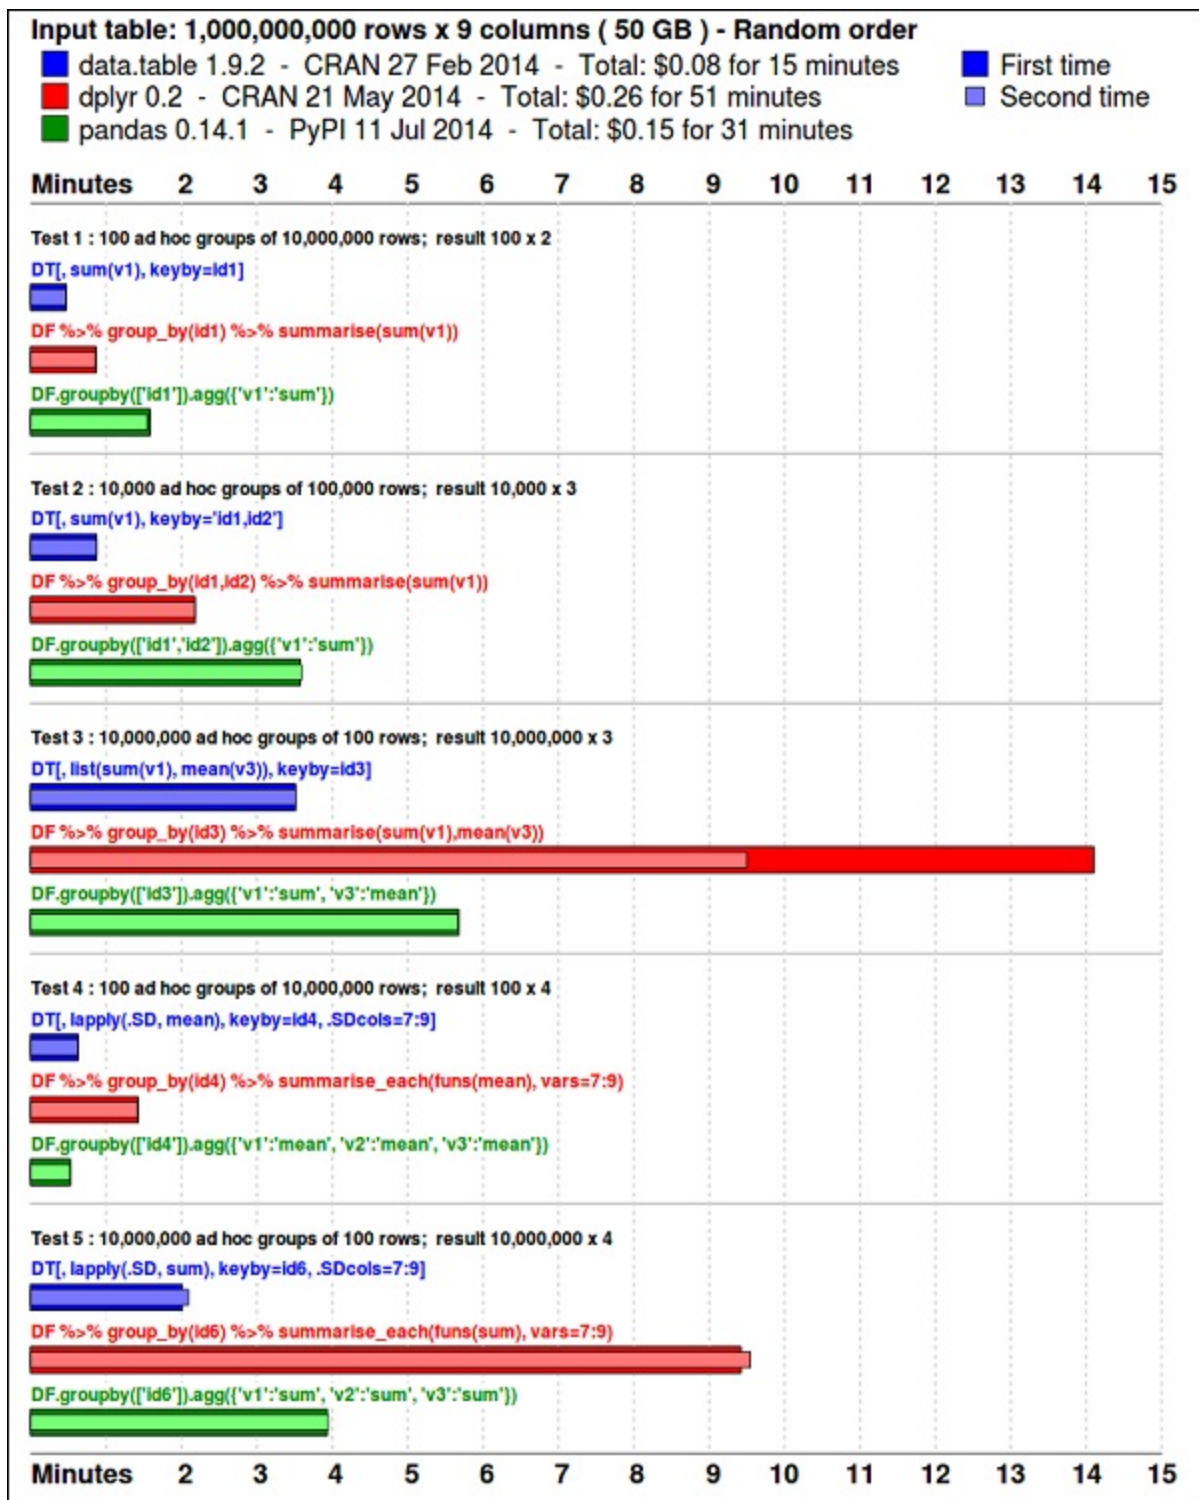 Input table: 1,000,000,000 rows x 9 columns ( 50 GB ) - Random order
data.table 1.9.2 - CRAN 27 Feb 2014 - Total: $0.08 for 15 minutes
First time
dplyr 0.2 - CRAN 21 May 2014 - Total: $0.26 for 51 minutes
Second time
pandas 0.14.1 - PyPI 11 Jul 2014 - Total: $0.15 for 31 minutes
Minutes 2 3 4 5 6 7 8 9 10 11 12 13 14 15
Test 1 : 100 ad hoc groups of 10,000,000 rows; result 100 x 2
DT[, sum(v1), keyby=id1]
DF %>% group_by(id1) %>% summarise(sum(v1))
DF.groupby(['id1']).agg({'v1':'sum'})
Test 2 : 10,000 ad hoc groups of 100,000 rows; result 10,000 x 3
DT[, sum(v1), keyby='id1,id2']
DF %>% group_by(id1,id2) %>% summarise(sum(v1))
DF.groupby(['id1','id2']).agg({'v1':'sum'})
Test 3 : 10,000,000 ad hoc groups of 100 rows; result 10,000,000 x 3
DT[, list(sum(v1), mean(v3)), keyby=id3]
DF %>% group_by(id3) %>% summarise(sum(v1),mean(v3))
DF.groupby(['id3']).agg({'v1':'sum', 'v3':'mean'})
Test 4 : 100 ad hoc groups of 10,000,000 rows; result 100 x 4
DT[, lapply(.SD, mean), keyby=id4, .SDcols=7:9]
DF %>% group_by(id4) %>% summarise_each(funs(mean), vars=7:9)
DF.groupby(['id4']).agg({'v1':'mean', 'v2':'mean', 'v3':'mean'})
Test 5 : 10,000,000 ad hoc groups of 100 rows; result 10,000,000 x 4
DT[, lapply(.SD, sum), keyby=id6, .SDcols=7:9]
DF %>% group_by(id6) %>% summarise_each(funs(sum), vars=7:9)
DF.groupby(['id6']).agg({'v1':'sum', 'v2':'sum', 'v3':'sum'})
Minutes 2 3 4 5 6 7 8 9 10 11 12 13 14 15